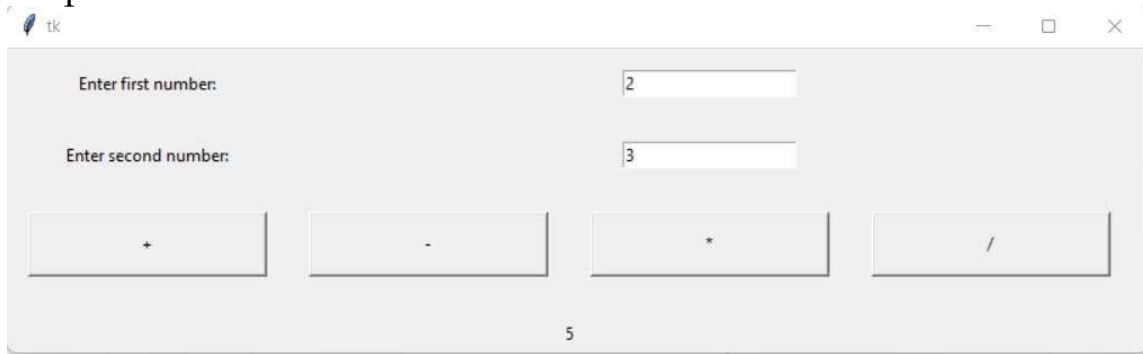 tk
Enter first number: 2
Enter second number: 3
+ - * /
5